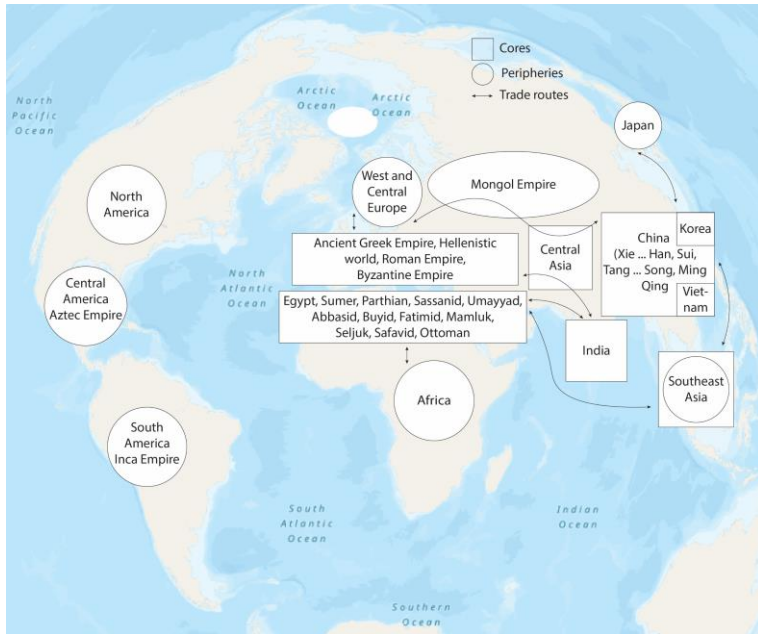 Cores
Peripheries
Trade routes
North
Pacific
Ocean
Arctic
Ocean
Arctic
Ocean
Japan
North
America
West and
Central
Europe
Mongol Empire
Central
America
Aztec Empire
North
Atlantic
Ocean
Ancient Greek Empire, Hellenistic
world, Roman Empire,
Byzantine Empire
Central
Asia
China
(Xie ... Han, Sui,
Tang ... Song, Ming
Qing
Korea
Viet-
nam
Egypt, Sumer, Parthian, Sassanid, Umayyad,
Abbasid, Buyid, Fatimid, Mamluk,
Seljuk, Safavid, Ottoman
India
Southeast
Asia
Africa
South
America
Inca Empire
South
Atlantic
Ocean
Indian
Ocean
Southern
Ocean